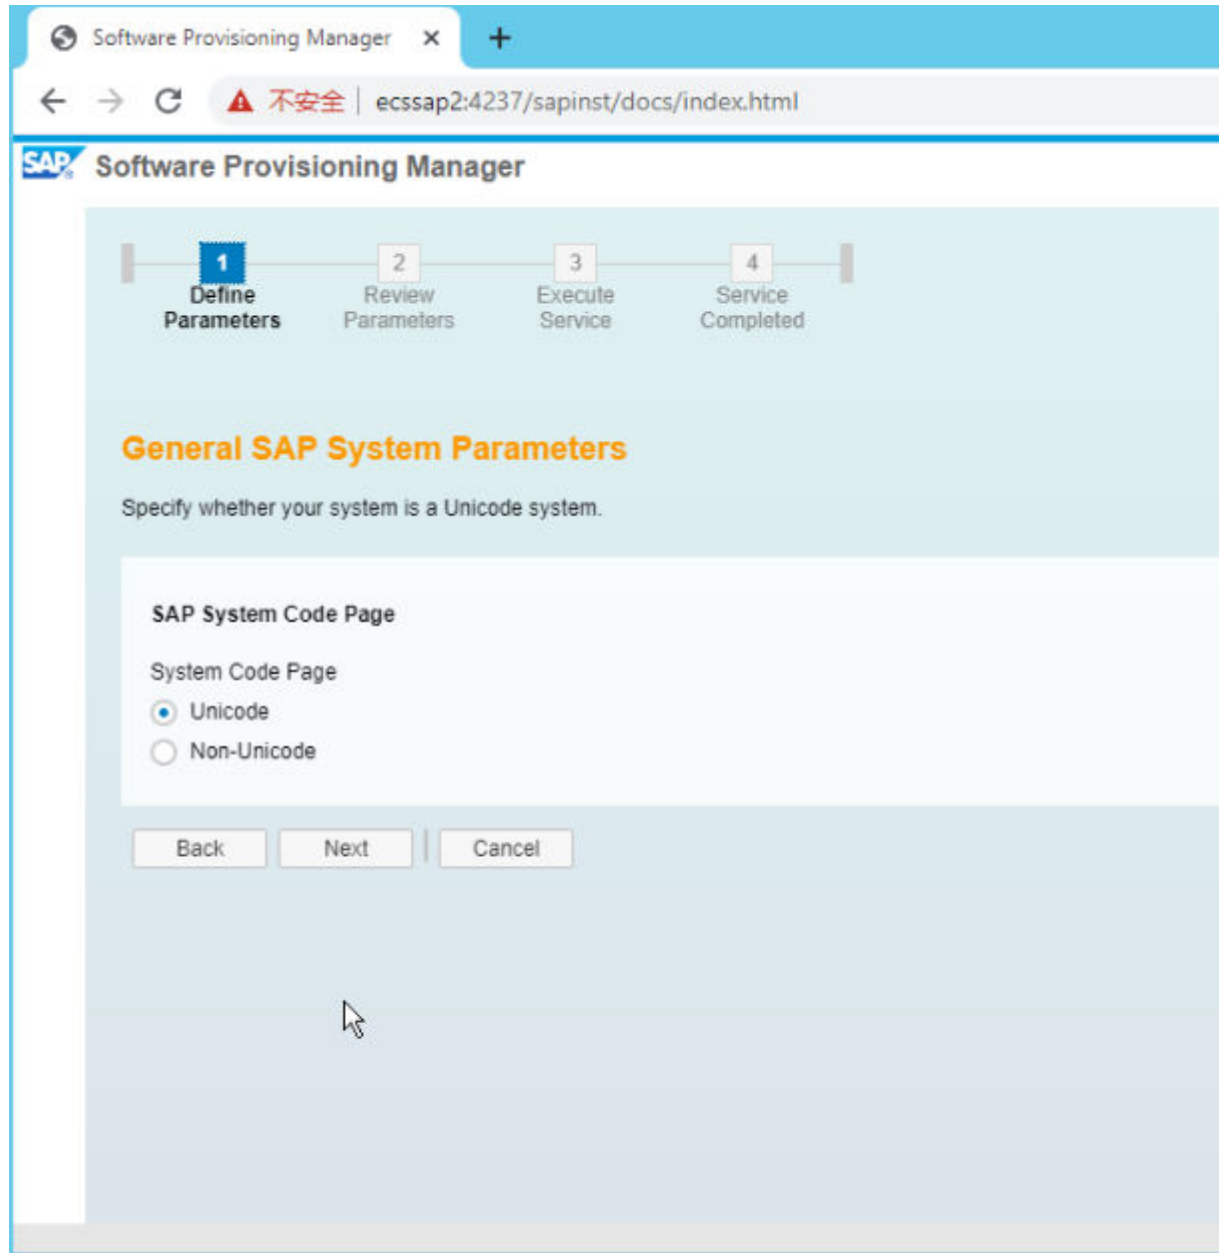 Software Provisioning Manager
不安全 ecssap2:4237/sapinst/docs/index.html
SAP Software Provisioning Manager
1 2 3 4
Define Review Execute Service
Parameters Parameters Service Completed
General SAP System Parameters
Specify whether your system is a Unicode system.
SAP System Code Page
System Code Page
Unicode
Non-Unicode
Back Next Cancel